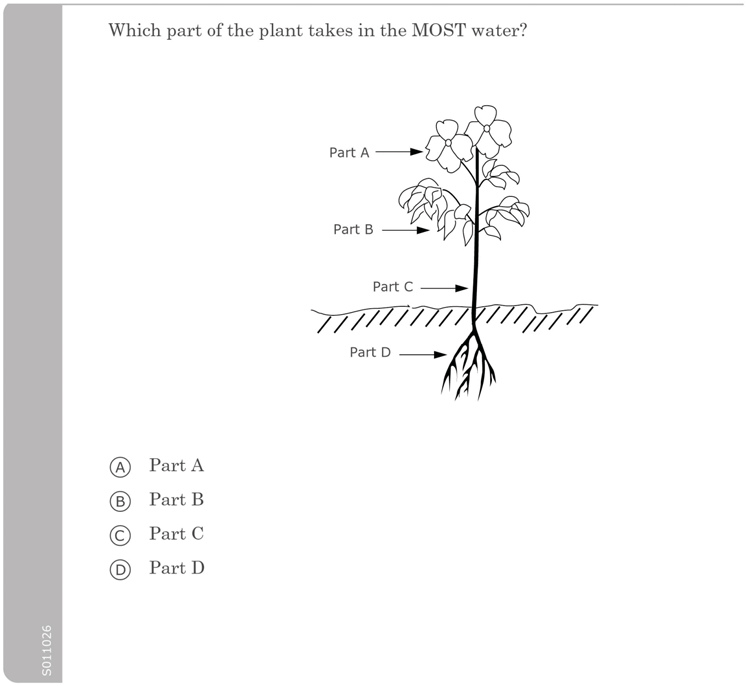 Which part of the plant takes in the MOST water?
Part A
Part B
Part C
Part D
A Part A
B Part B
C Part C
D Part D
S011026